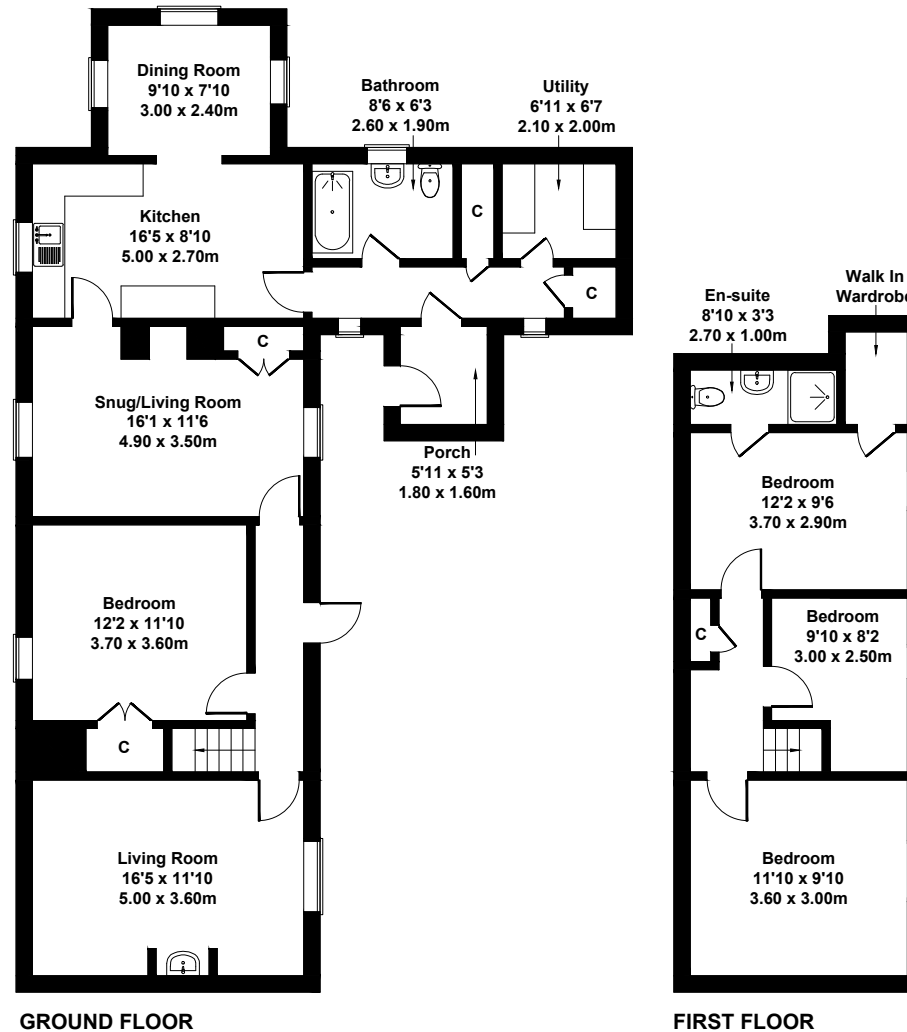 Dining Room
9'10 x 7'10
3.00 x 2.40m
Bathroom
8'6 x 6'3
2.60 x 1.90m
Utility
6'11 x 6'7
2.10 x 2.00m
Kitchen
16'5 x 8'10
5.00 x 2.70m
C
C
C
Snug/Living Room
16'1 x 11'6
4.90 x 3.50m
Porch
5'11 x 5'3
1.80 x 1.60m
Bedroom
12'2 x 11'10
3.70 x 3.60m
C
Living Room
16'5 x 11'10
5.00 x 3.60m
GROUND FLOOR
Walk In
Wardrobe
En-suite
8'10 x 3'3
2.70 x 1.00m
Bedroom
12'2 x 9'6
3.70 x 2.90m
C
Bedroom
9'10 x 8'2
3.00 x 2.50m
Bedroom
11'10 x 9'10
3.60 x 3.00m
FIRST FLOOR